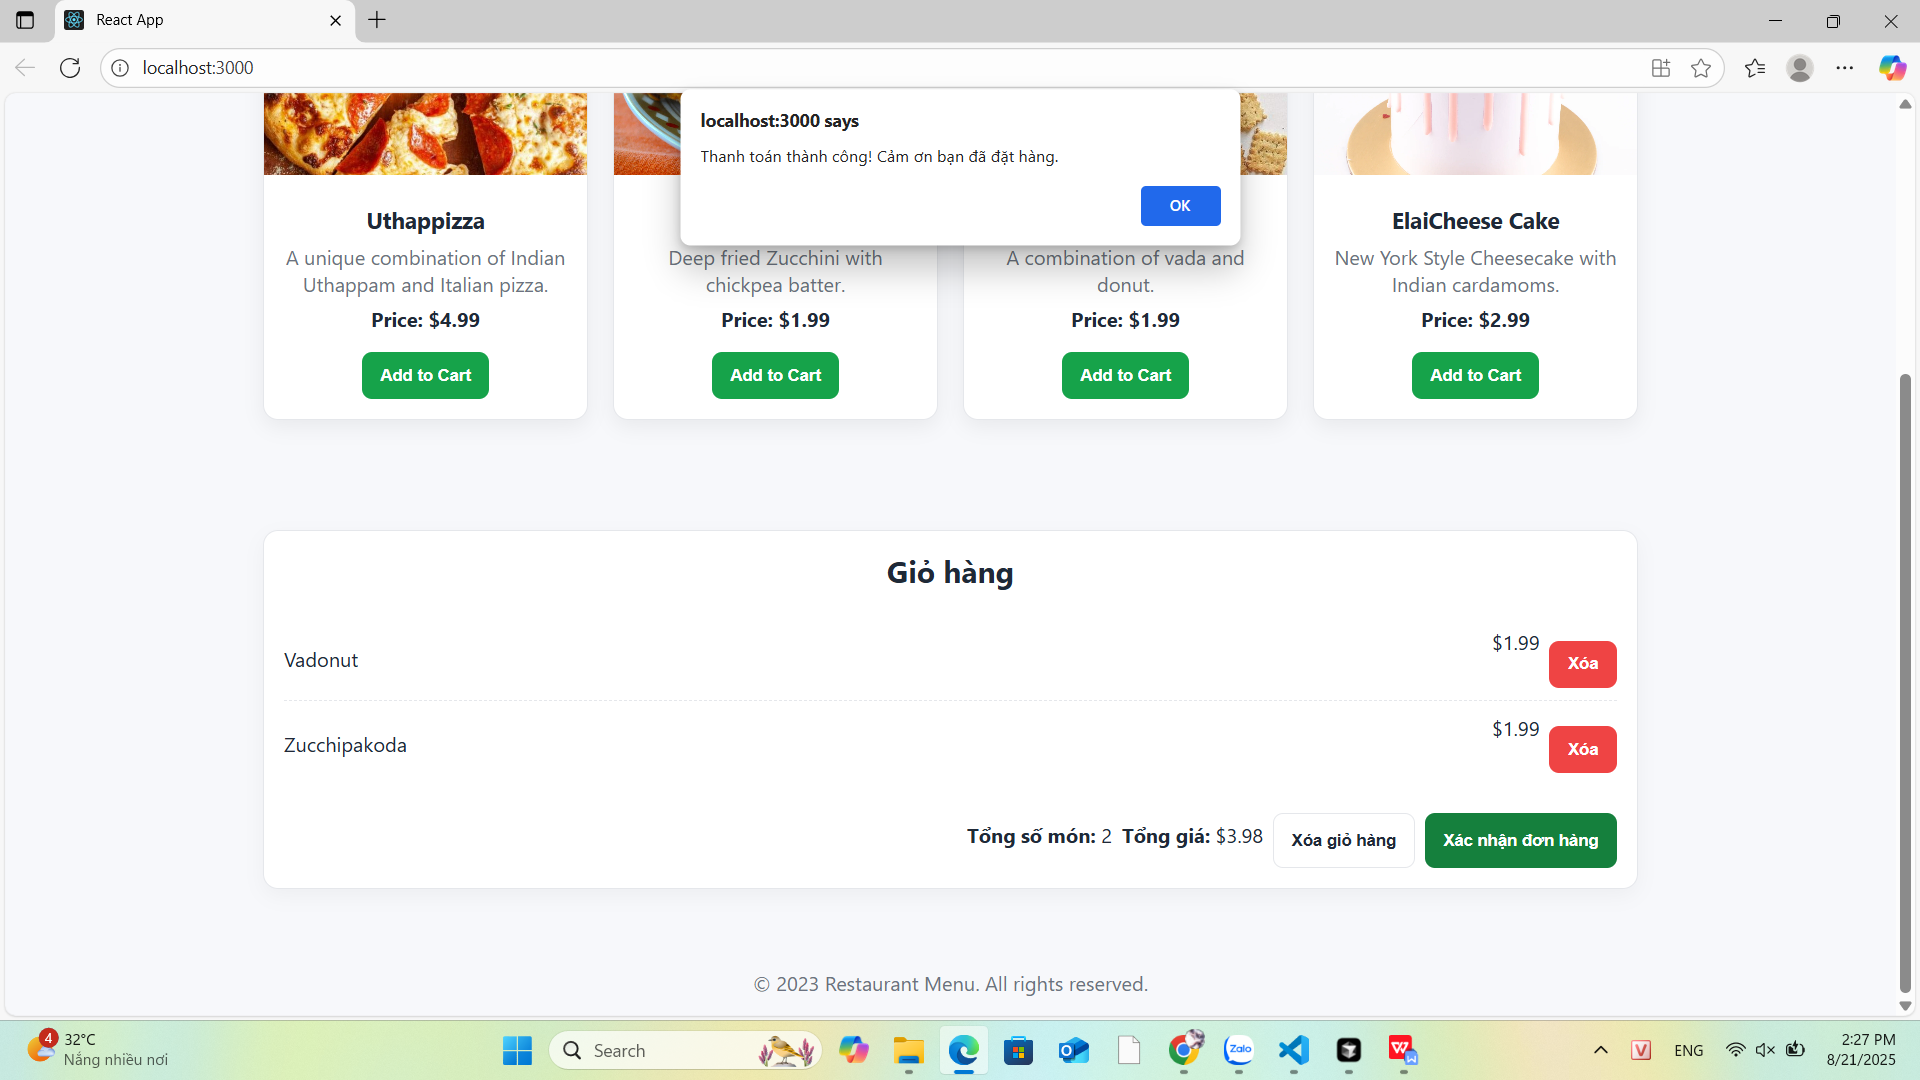 React App
localhost:3000
localhost:3000 says
Thanh toán thành công! Cảm ơn bạn đã đặt hàng.
OK
Uthappizza
A unique combination of Indian
Uthappam and Italian pizza.
Price: $4.99
Add to Cart
Deep fried Zucchini with
chickpea batter.
Price: $1.99
Add to Cart
A combination of vada and
donut.
Price: $1.99
Add to Cart
ElaiCheese Cake
New York Style Cheesecake with
Indian cardamoms.
Price: $2.99
Add to Cart
Giỏ hàng
Vadonut
$1.99
Xóa
Zucchipakoda
$1.99
Xóa
Tổng số món: 2 Tổng giá: $3.98
Xóa giỏ hàng
Xác nhận đơn hàng
© 2023 Restaurant Menu. All rights reserved.
4
32°C
Nắng nhiều nơi
Search
Zalo
ENG
2:27 PM
8/21/2025